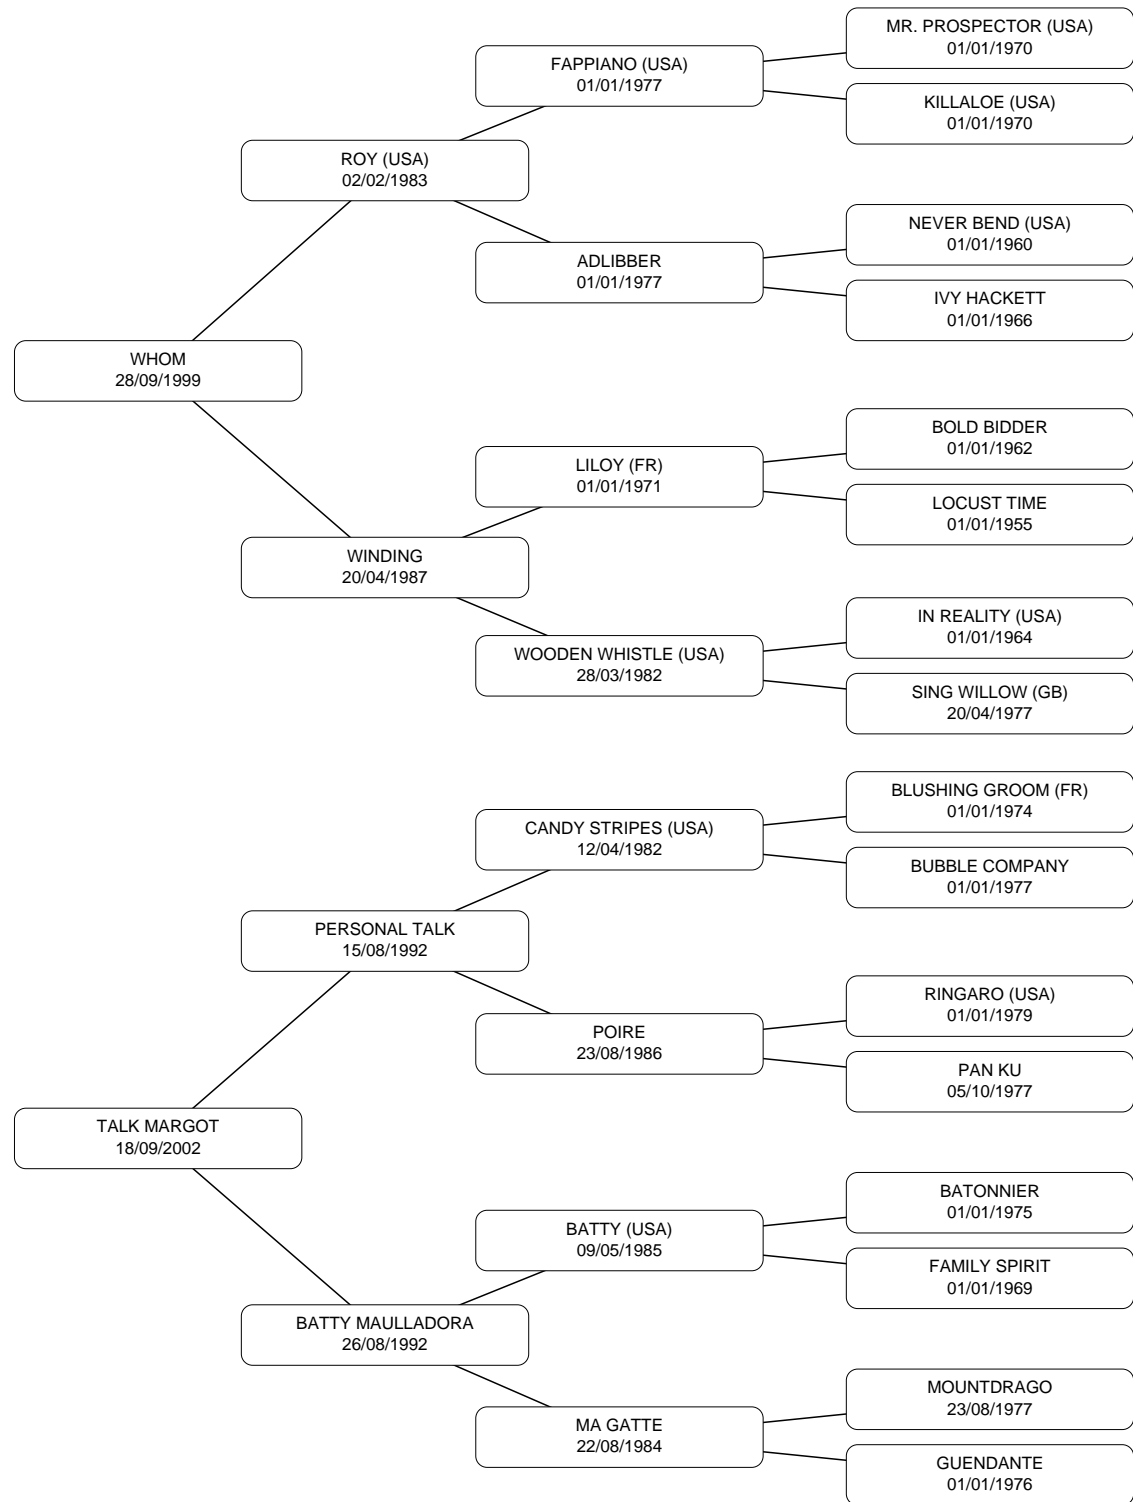 MR. PROSPECTOR (USA)
01/01/1970
FAPPIANO (USA)
01/01/1977
KILLALOE (USA)
01/01/1970
ROY (USA)
02/02/1983
NEVER BEND (USA)
01/01/1960
ADLIBBER
01/01/1977
IVY HACKETT
01/01/1966
WHOM
28/09/1999
BOLD BIDDER
01/01/1962
LILOY (FR)
01/01/1971
LOCUST TIME
01/01/1955
WINDING
20/04/1987
IN REALITY (USA)
01/01/1964
WOODEN WHISTLE (USA)
28/03/1982
SING WILLOW (GB)
20/04/1977
BLUSHING GROOM (FR)
01/01/1974
CANDY STRIPES (USA)
12/04/1982
BUBBLE COMPANY
01/01/1977
PERSONAL TALK
15/08/1992
RINGARO (USA)
01/01/1979
POIRE
23/08/1986
PAN KU
05/10/1977
TALK MARGOT
18/09/2002
BATONNIER
01/01/1975
BATTY (USA)
09/05/1985
FAMILY SPIRIT
01/01/1969
BATTY MAULLADORA
26/08/1992
MOUNTDRAGO
23/08/1977
MA GATTE
22/08/1984
GUENDANTE
01/01/1976